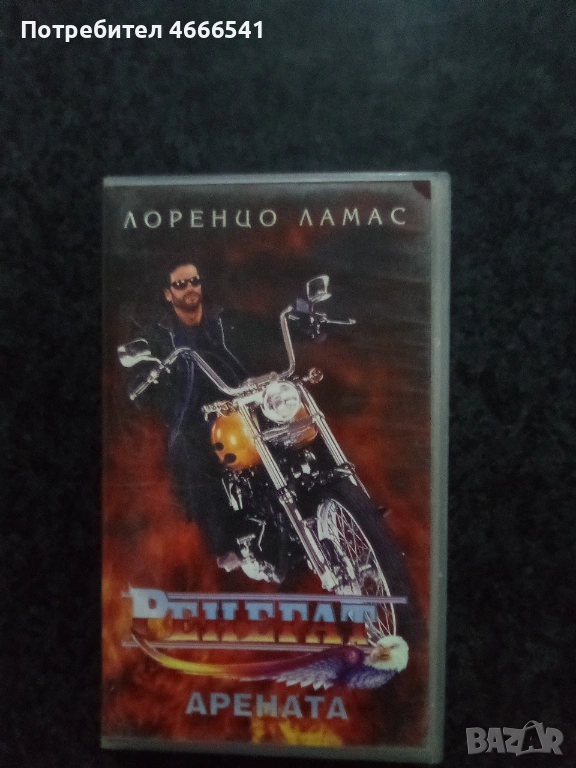 Потребител 4666541
ЛОРЕНЦО ЛАМАС
РЕНЕГАТ
АРЕНАТА
BAZAR